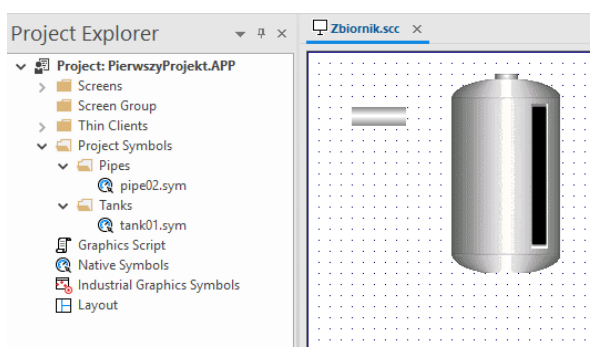 Project Explorer
Project: PierwszyProjekt.APP
Screens
Screen Group
Thin Clients
Project Symbols
Pipes
pipe02.sym
Tanks
tank01.sym
Graphics Script
Native Symbols
Industrial Graphics Symbols
Layout
Zbiornik.scc